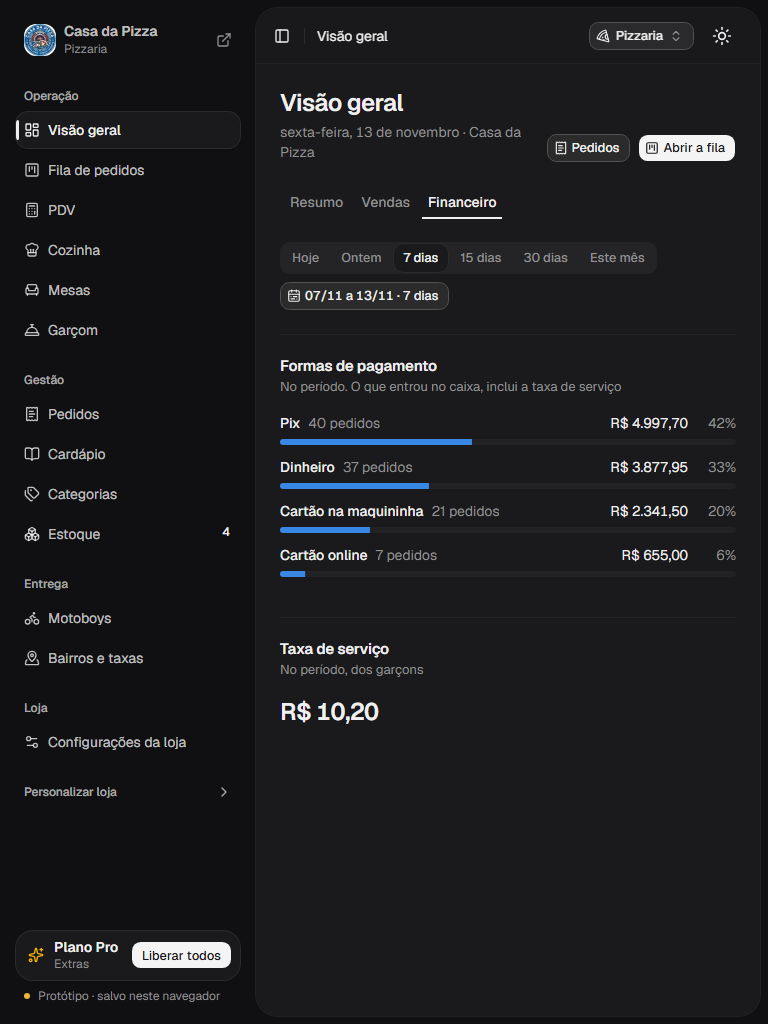 Casa da Pizza
Pizzaria
Operação
Visão geral
Fila de pedidos
PDV
Cozinha
Mesas
Garçom
Gestão
Pedidos
Cardápio
Categorias
Estoque 4
Entrega
Motoboys
Bairros e taxas
Loja
Configurações da loja
Personalizar loja
Plano Pro
Extras
Liberar todos
Protótipo · salvo neste navegador
Visão geral
Pizzaria
Visão geral
sexta-feira, 13 de novembro · Casa da
Pizza
Pedidos
Abrir a fila
Resumo Vendas Financeiro
Hoje Ontem 7 dias 15 dias 30 dias Este mês
07/11 a 13/11 · 7 dias
Formas de pagamento
No período. O que entrou no caixa, inclui a taxa de serviço
Pix 40 pedidos R$ 4.997,70 42%
Dinheiro 37 pedidos R$ 3.877,95 33%
Cartão na maquininha 21 pedidos R$ 2.341,50 20%
Cartão online 7 pedidos R$ 655,00 6%
Taxa de serviço
No período, dos garçons
R$ 10,20